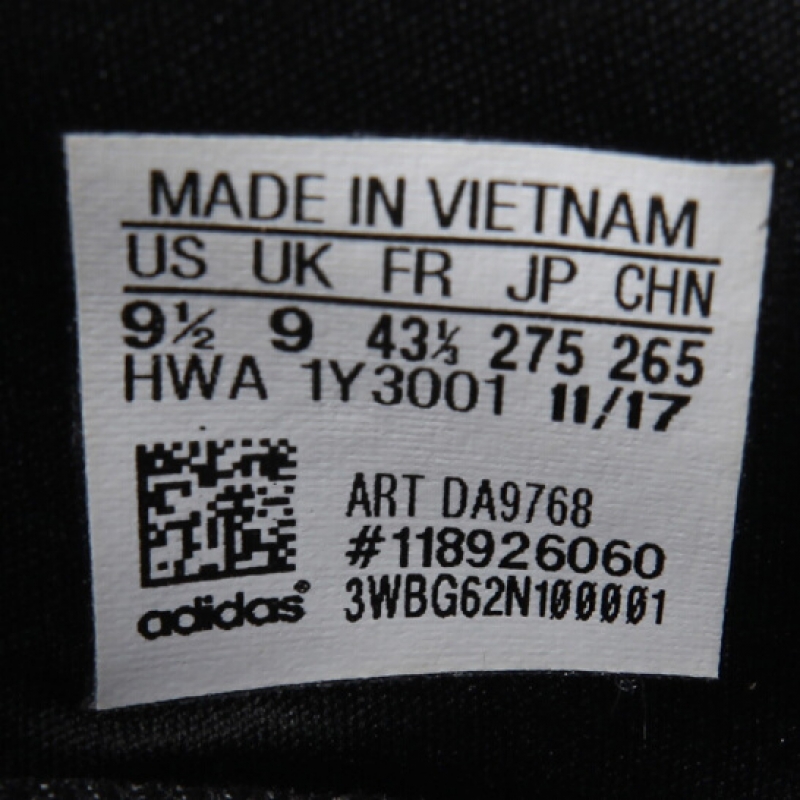 MADE IN VIETNAM
US UK FR JP CHN
9½ 9 43⅓ 275 265
HWA 1Y3001 11/17
ART DA9768
#118926060
adidas® 3WBG62N100001